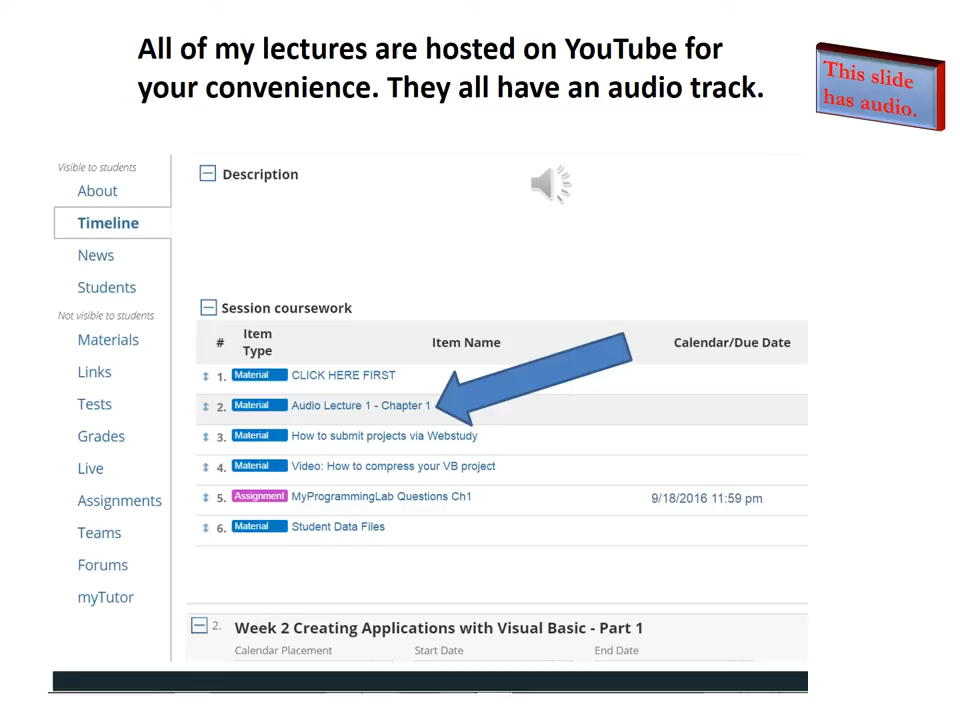 All of my lectures are hosted on YouTube for
your convenience. They all have an audio track.
This slide
has audio.
Visible to students
About
Timeline
News
Students
Not visible to students
Materials
Links
Tests
Grades
Live
Assignments
Teams
Forums
myTutor
Description
Session coursework
# Item Type Item Name Calendar/Due Date
1. Material CLICK HERE FIRST
2. Material Audio Lecture 1 - Chapter 1
3. Material How to submit projects via Webstudy
4. Material Video: How to compress your VB project
5. Assignment MyProgrammingLab Questions Ch1 9/18/2016 11:59 pm
6. Material Student Data Files
2. Week 2 Creating Applications with Visual Basic - Part 1
Calendar Placement Start Date End Date